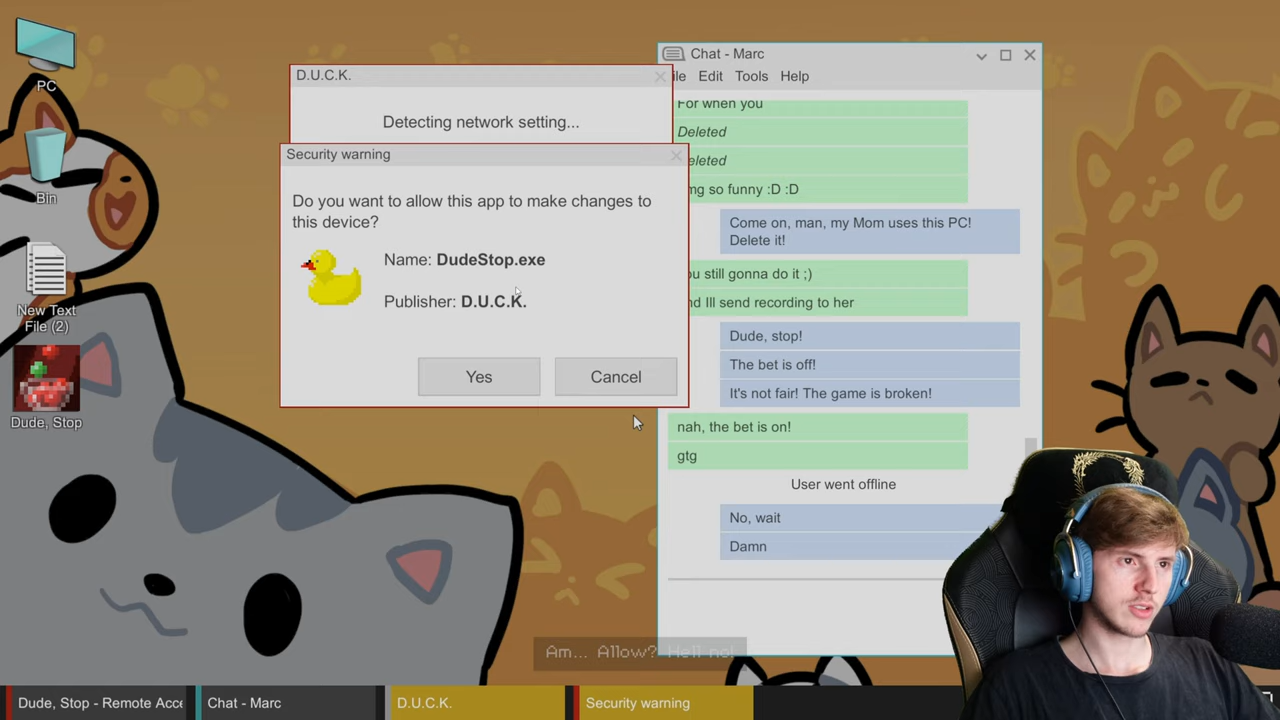 PC
Bin
New Text
File (2)
Dude, Stop
D.U.C.K.
Detecting network setting...
Security warning
Do you want to allow this app to make changes to
this device?
Name: DudeStop.exe
Publisher: D.U.C.K.
Yes
Cancel
Chat - Marc
ile Edit Tools Help
For when you
Deleted
eleted
mg so funny :D :D
Come on, man, my Mom uses this PC!
Delete it!
ou still gonna do it ;)
nd Ill send recording to her
Dude, stop!
The bet is off!
It's not fair! The game is broken!
nah, the bet is on!
gtg
User went offline
No, wait
Damn
Am... Allow? Hell no!
Dude, Stop - Remote Acce
Chat - Marc
D.U.C.K.
Security warning